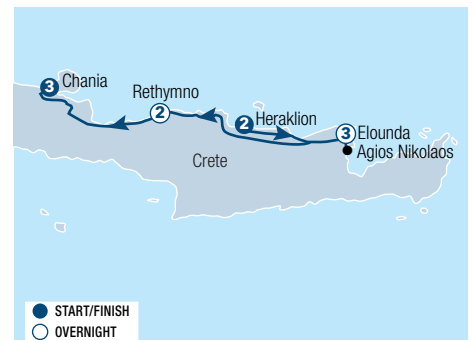 3 Chania
Rethymno
2
2 Heraklion
3 Elounda
Agios Nikolaos
Crete
START/FINISH
OVERNIGHT